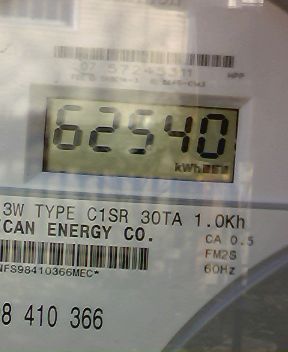 62540
kWh
3W TYPE C1SR 30TA 1.0Kh
CAN ENERGY CO.
CA 0.5
FM2S
60Hz
NFS98410366MEC*
8 410 366